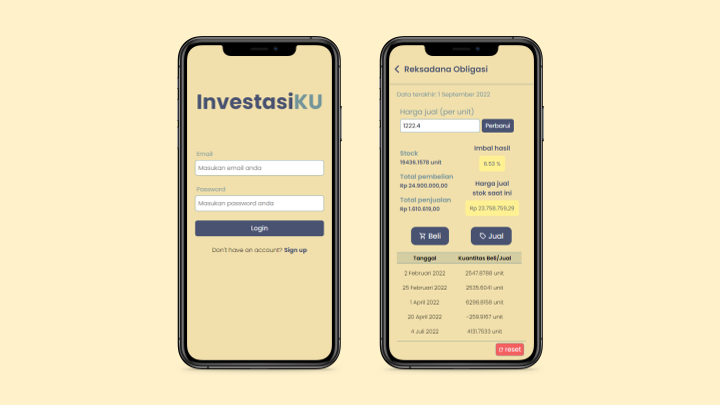 InvestasiKU
Email
Masukan email anda
Password
Masukan password anda
Login
Don't have an account? Sign up
Reksadana Obligasi
Data terakhir: 1 September 2022
Harga jual (per unit)
1222.4
Perbarui
Stock
19436.1578 unit
Imbal hasil
6.53 %
Total pembelian
Rp 24.900.000,00
Harga jual
stok saat ini
Total penjualan
Rp 1.610.619,00
Rp 23.758.759,29
Beli
Jual
Tanggal
Kuantitas Beli/Jual
2 Februari 2022
2547.8788 unit
25 Februari 2022
2635.6041 unit
1 April 2022
6298.8158 unit
20 April 2022
-259.9167 unit
4 Juli 2022
4131.7533 unit
reset